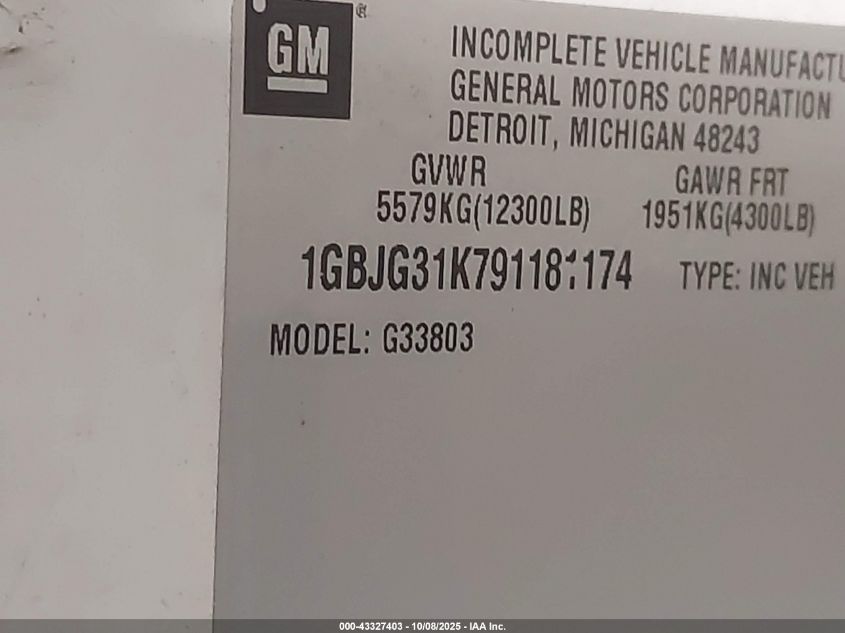 GM ®
INCOMPLETE VEHICLE MANUFACTU
GENERAL MOTORS CORPORATION
DETROIT, MICHIGAN 48243
GVWR GAWR FRT
5579KG(12300LB) 1951KG(4300LB)
1GBJG31K791181174 TYPE: INC VEH
MODEL: G33803
000-43327403 - 10/08/2025 - IAA Inc.